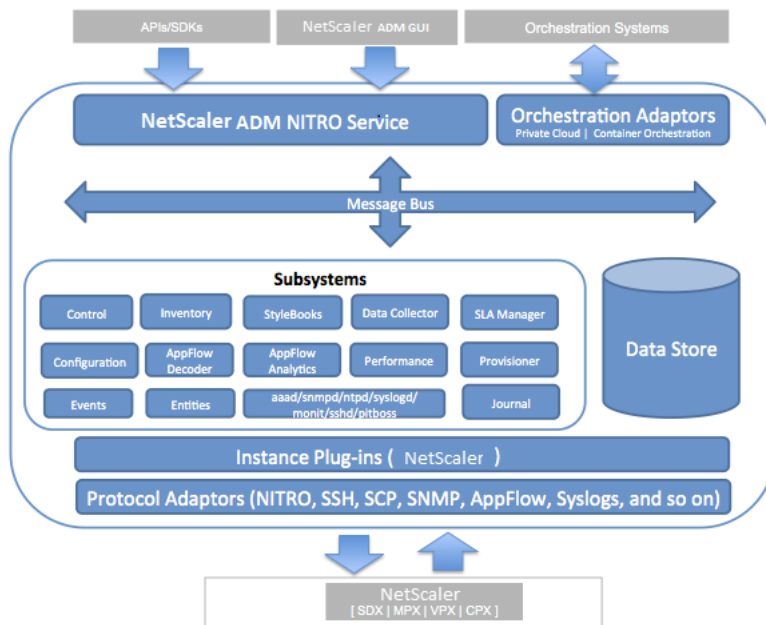 APIs/SDKs
NetScaler ADM GUI
Orchestration Systems
NetScaler ADM NITRO Service
Orchestration Adaptors
Private Cloud | Container Orchestration
Message Bus
Subsystems
Control
Inventory
StyleBooks
Data Collector
SLA Manager
Configuration
AppFlow
Decoder
AppFlow
Analytics
Performance
Provisioner
Events
Entities
aaad/snmpd/ntpd/syslogd/
monit/sshd/pitboss
Journal
Data Store
Instance Plug-ins ( NetScaler )
Protocol Adaptors (NITRO, SSH, SCP, SNMP, AppFlow, Syslogs, and so on)
NetScaler
[ SDX | MPX | VPX | CPX ]